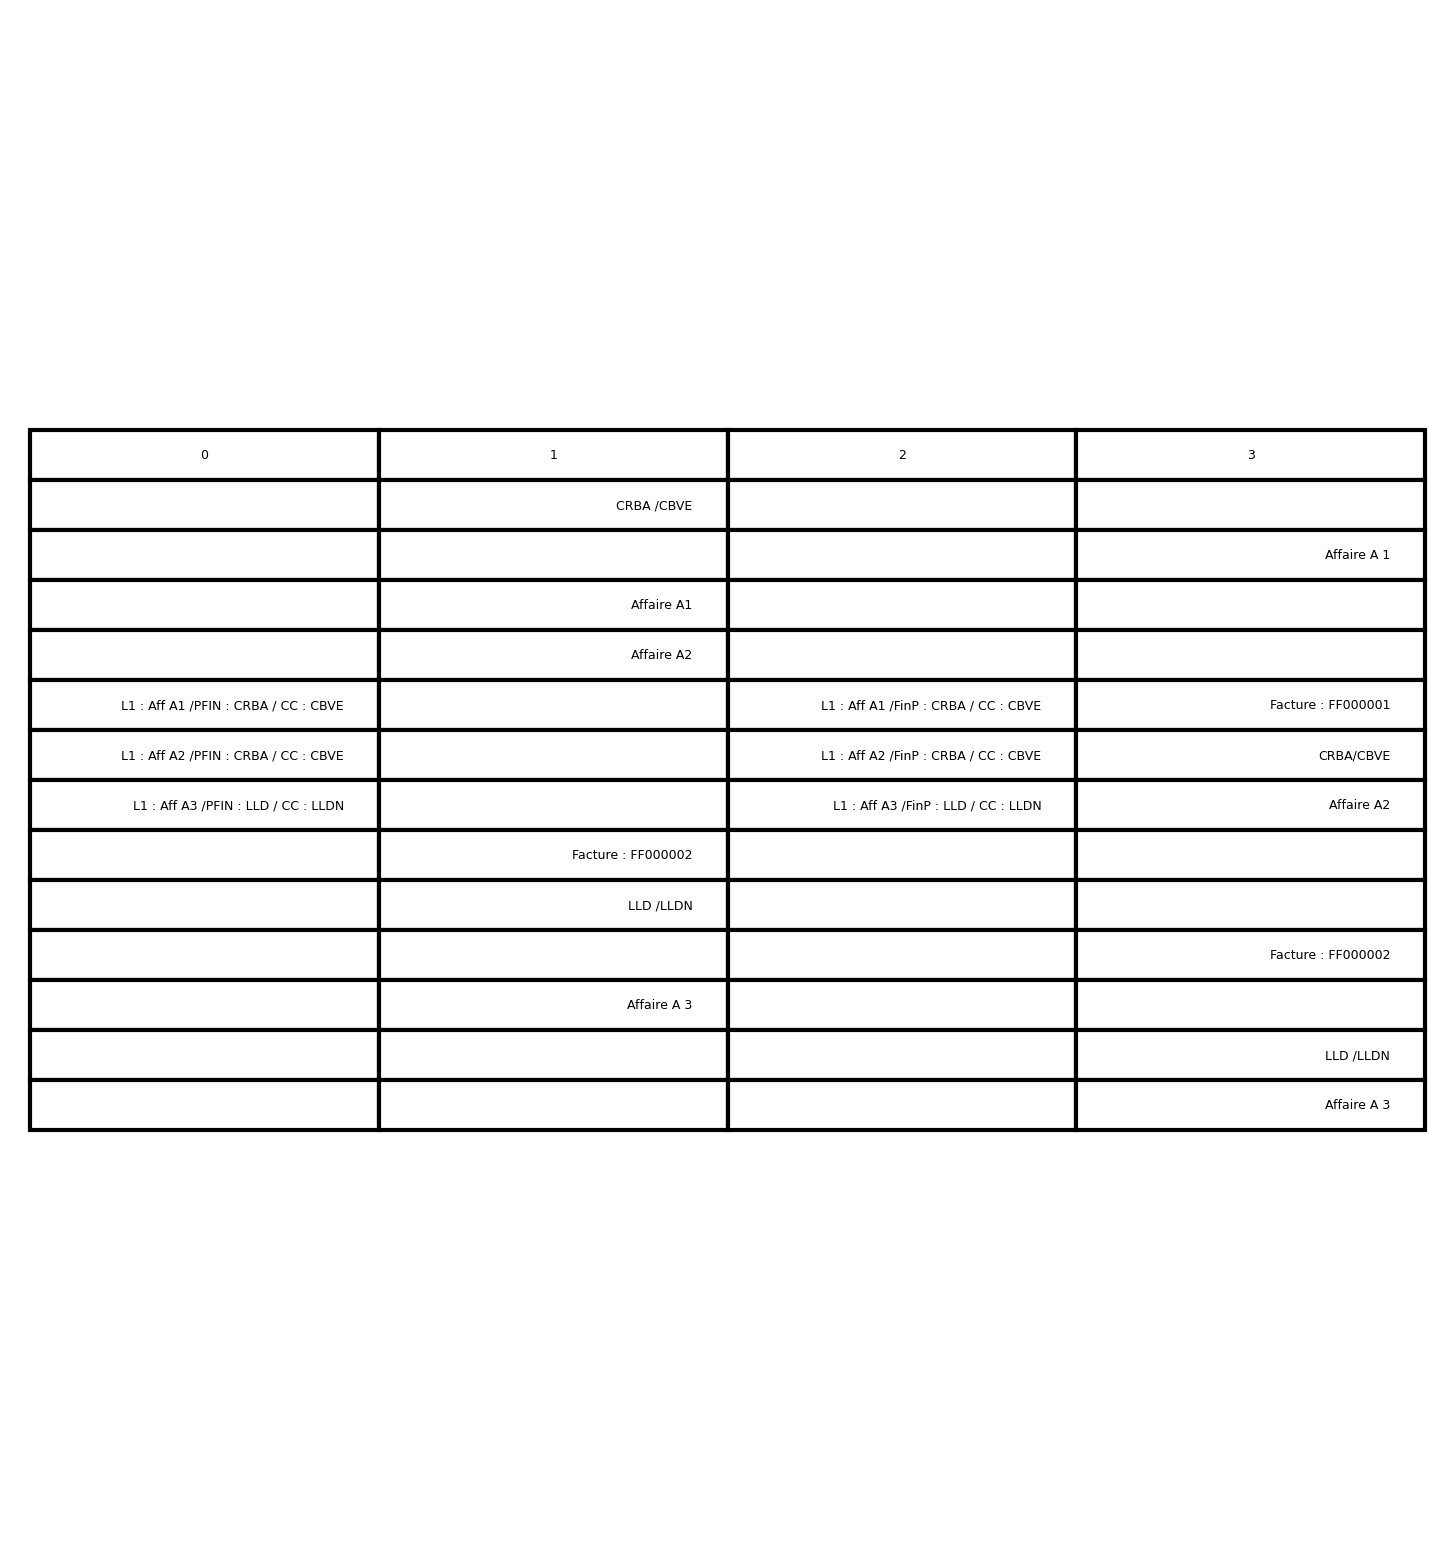 0 1 2 3
CRBA /CBVE
Affaire A 1
Affaire A1
Affaire A2
L1 : Aff A1 /PFIN : CRBA / CC : CBVE L1 : Aff A1 /FinP : CRBA / CC : CBVE Facture : FF000001
L1 : Aff A2 /PFIN : CRBA / CC : CBVE L1 : Aff A2 /FinP : CRBA / CC : CBVE CRBA/CBVE
L1 : Aff A3 /PFIN : LLD / CC : LLDN L1 : Aff A3 /FinP : LLD / CC : LLDN Affaire A2
Facture : FF000002
LLD /LLDN
Facture : FF000002
Affaire A 3
LLD /LLDN
Affaire A 3